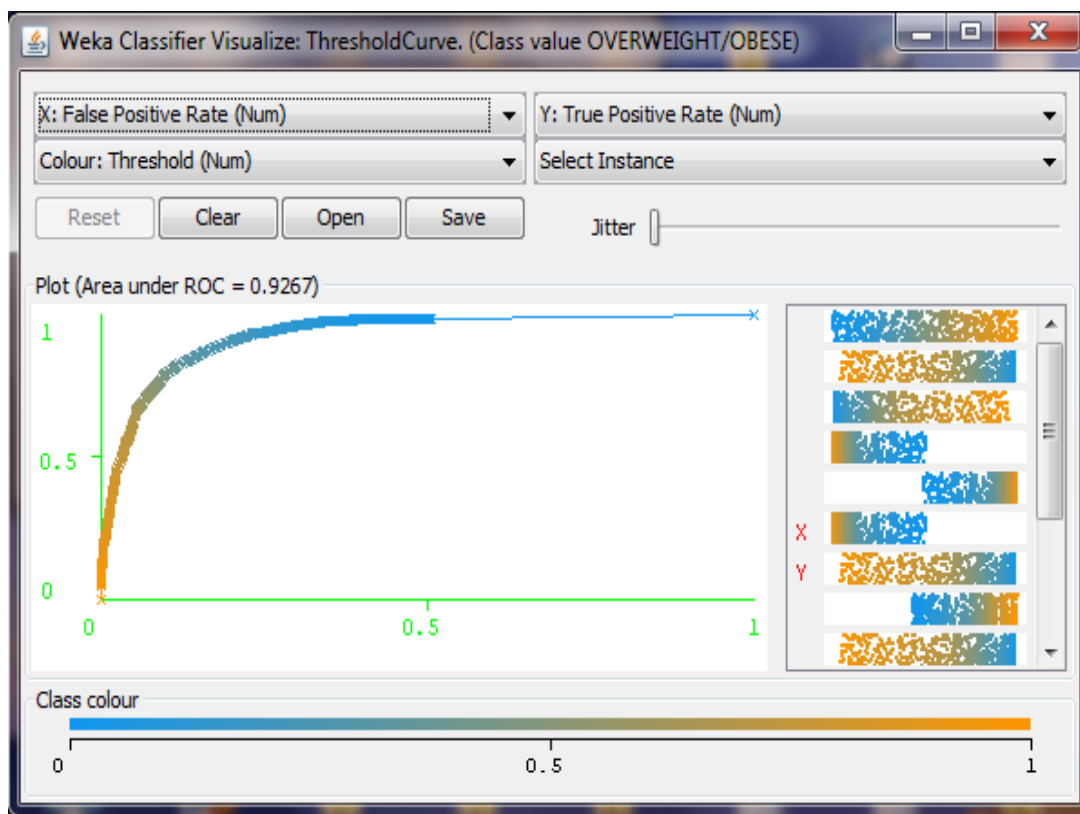 Weka Classifier Visualize: ThresholdCurve. (Class value OVERWEIGHT/OBESE)
X: False Positive Rate (Num) Y: True Positive Rate (Num)
Colour: Threshold (Num) Select Instance
Reset Clear Open Save Jitter
Plot (Area under ROC = 0.9267)
1
0.5
X
Y
0
0 0.5 1
Class colour
0 0.5 1